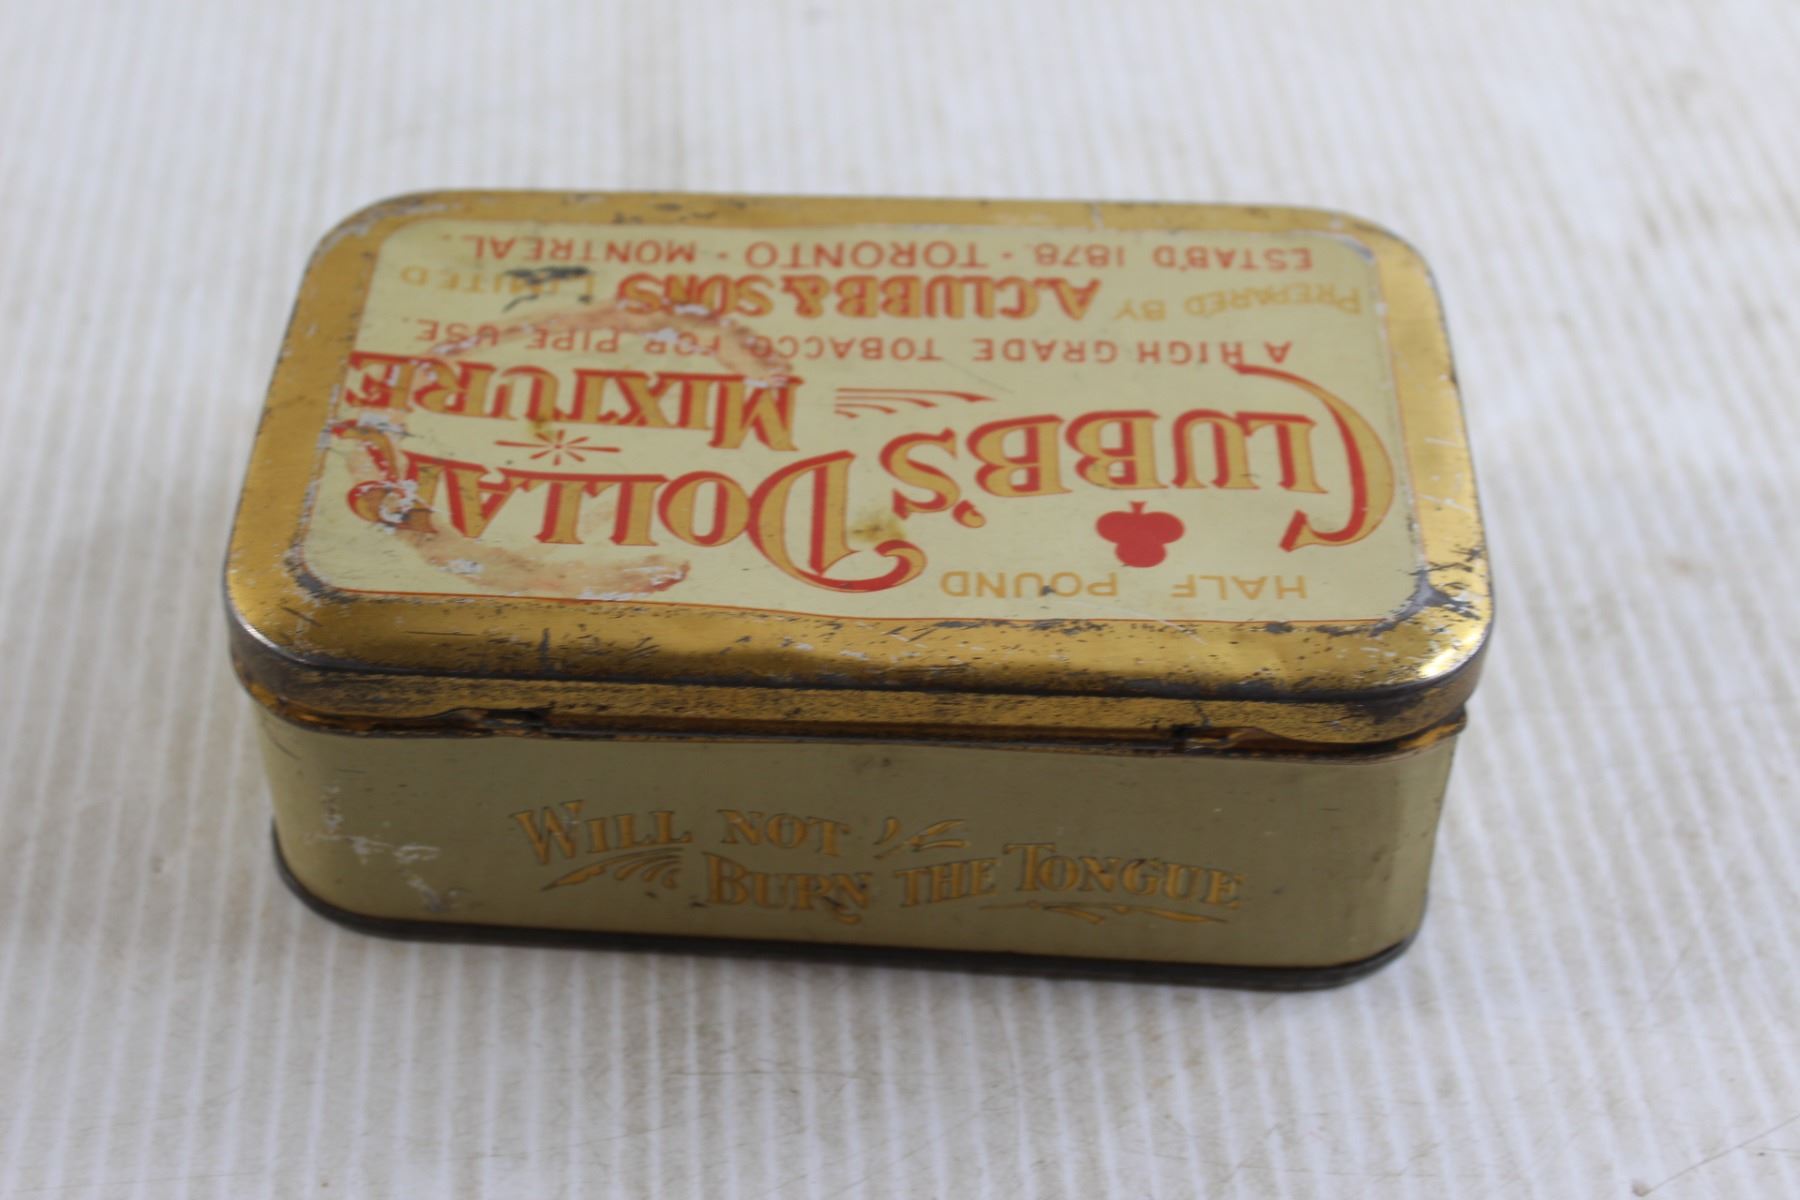 HALF POUND
CLUBB'S DOLLAR
MIXTURE
A HIGH GRADE TOBACCO FOR PIPE USE.
PREPARED BY A. CLUBB & SONS LIMITED
ESTAB'D 1878. TORONTO · MONTREAL.
WILL NOT
BURN THE TONGUE